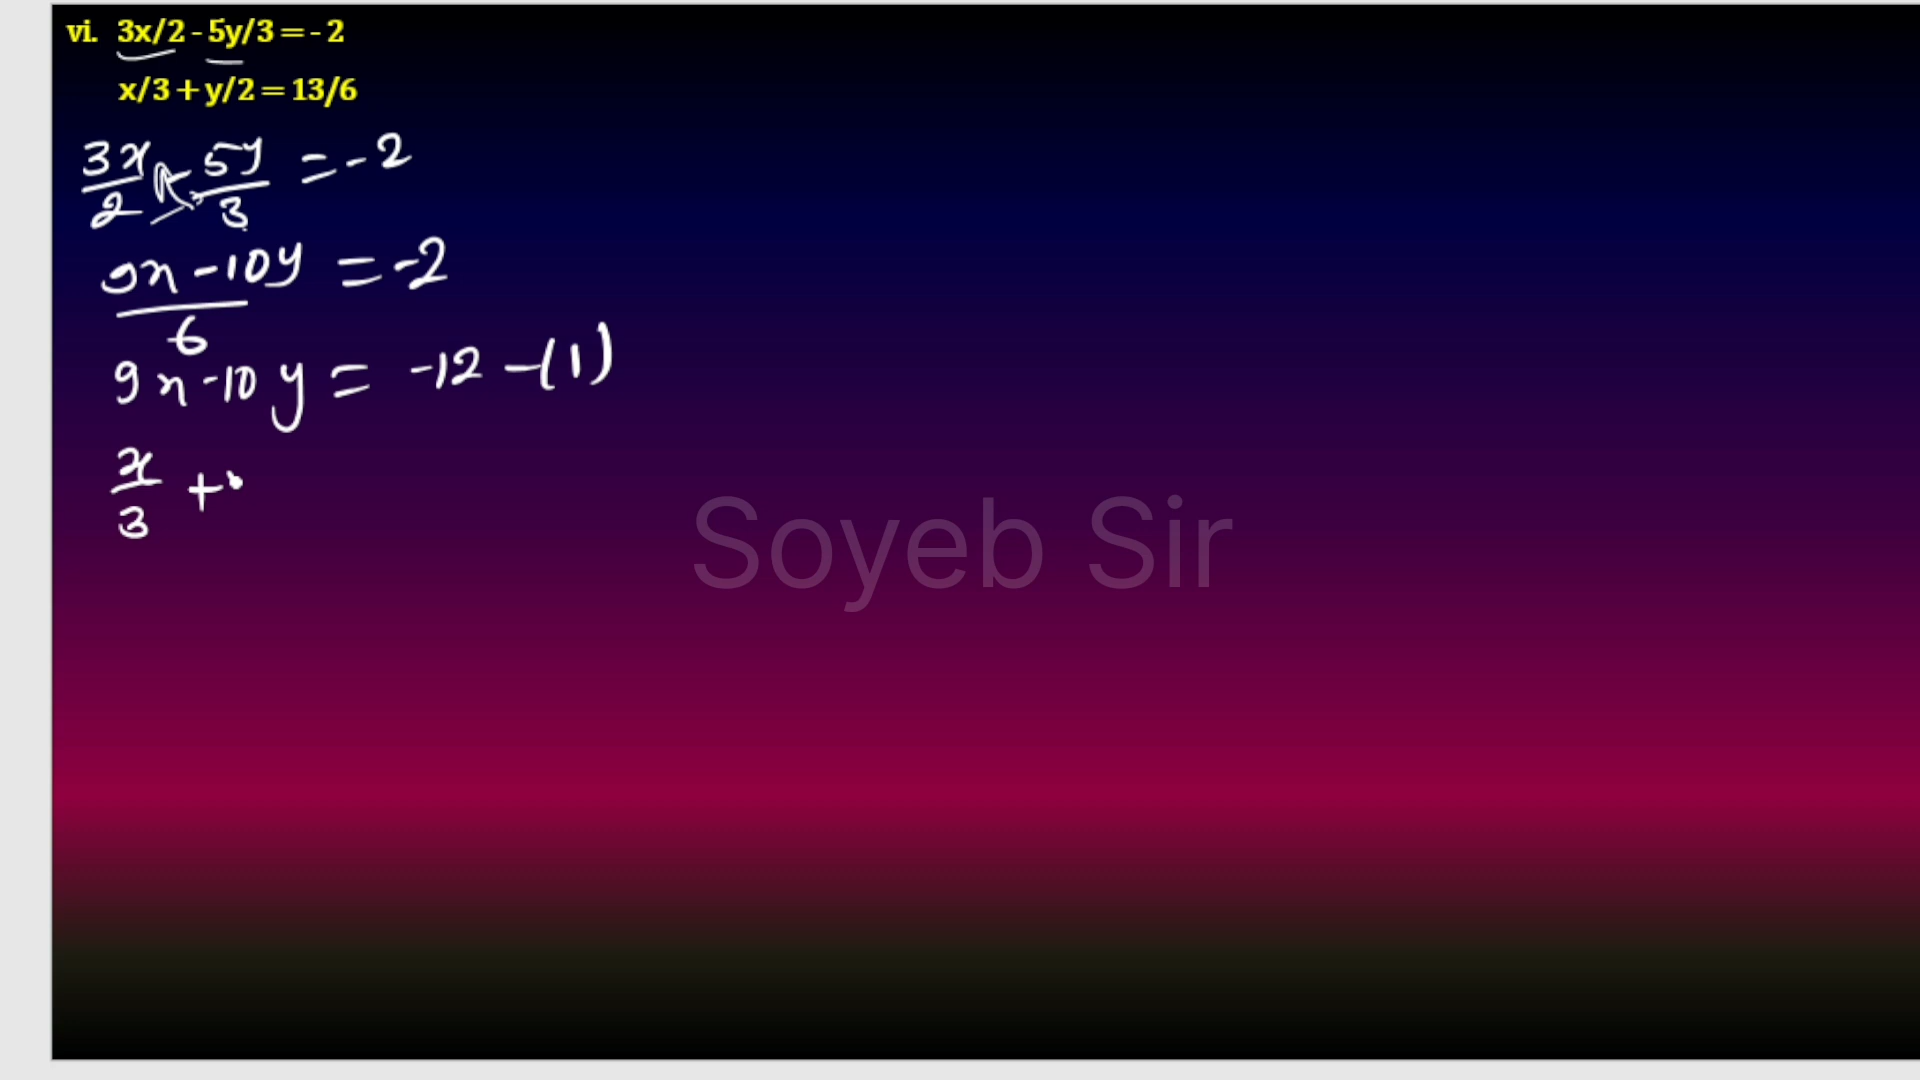 vi. 3x/2 - 5y/3 = - 2
x/3 + y/2 = 13/6
3x/2 - 5y/3 = -2
9x - 10y/6 = -2
9x - 10y = -12 - (1)
x/3 +
Soyeb Sir